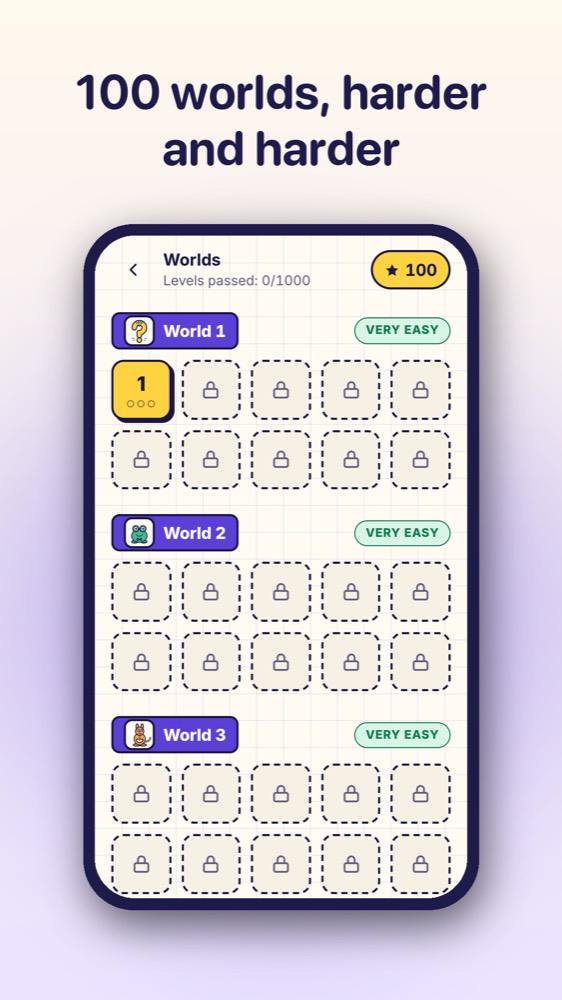 100 worlds, harder
and harder
Worlds
Levels passed: 0/1000
★ 100
World 1
VERY EASY
1
World 2
VERY EASY
World 3
VERY EASY